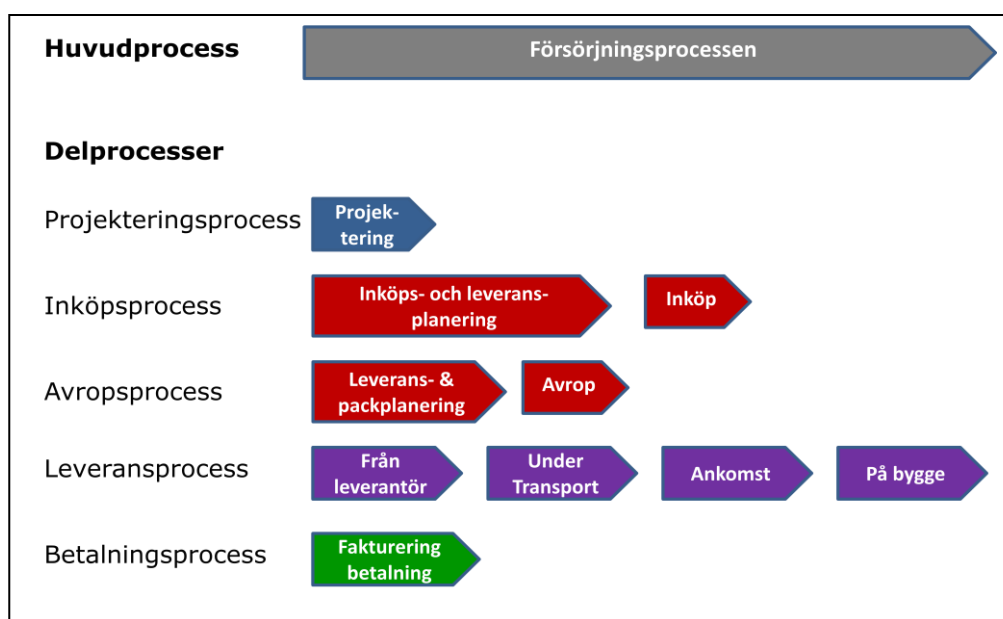 Huvudprocess
Försörjningsprocessen
Delprocesser
Projekteringsprocess
Projek-
tering
Inköpsprocess
Inköps- och leverans-
planering
Inköp
Avropsprocess
Leverans- &
packplanering
Avrop
Leveransprocess
Från
leverantör
Under
Transport
Ankomst
På bygge
Betalningsprocess
Fakturering
betalning